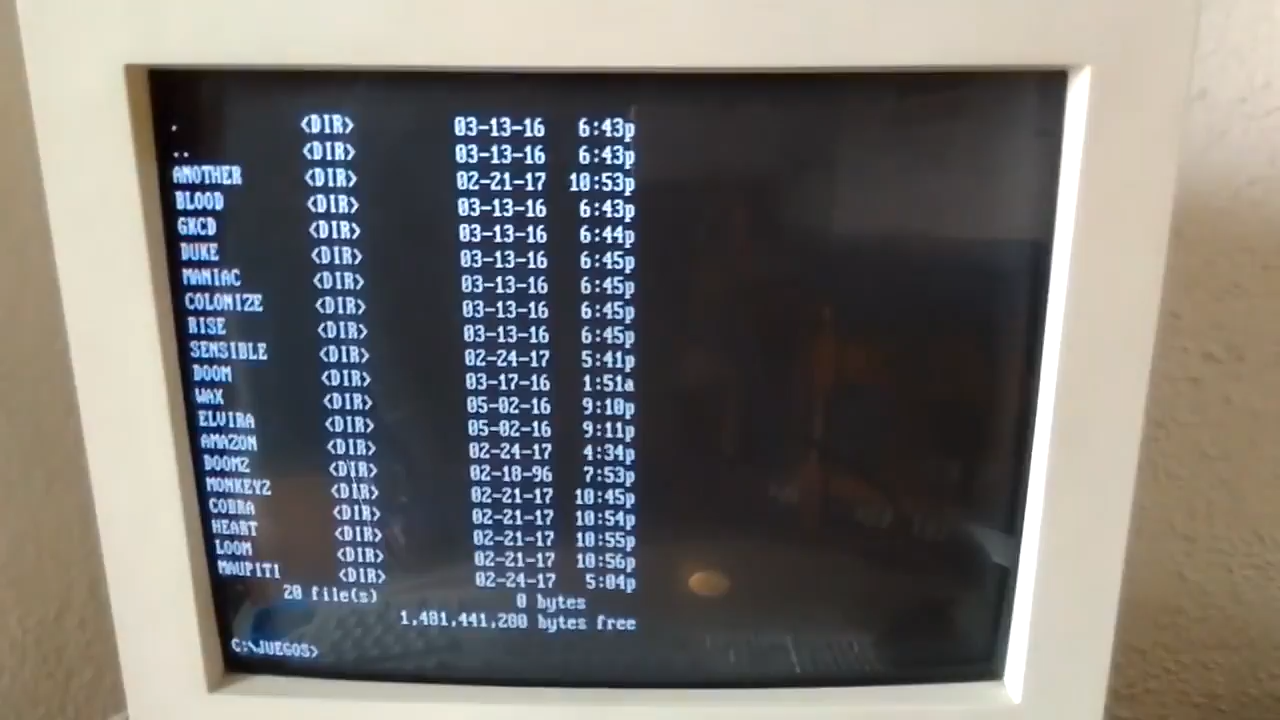 . <DIR> 03-13-16 6:43p
.. <DIR> 03-13-16 6:43p
ANOTHER <DIR> 02-21-17 10:53p
BLOOD <DIR> 03-13-16 6:43p
GKCD <DIR> 03-13-16 6:44p
DUKE <DIR> 03-13-16 6:45p
MANIAC <DIR> 03-13-16 6:45p
COLONIZE <DIR> 03-13-16 6:45p
RISE <DIR> 03-13-16 6:45p
SENSIBLE <DIR> 02-24-17 5:41p
DOOM <DIR> 03-17-16 1:51a
WAX <DIR> 05-02-16 9:10p
ELVIRA <DIR> 05-02-16 9:11p
AMAZON <DIR> 02-24-17 4:34p
DOOM2 <DIR> 02-18-96 7:53p
MONKEY2 <DIR> 02-21-17 10:45p
COBRA <DIR> 02-21-17 10:54p
HEART <DIR> 02-21-17 10:55p
LOOM <DIR> 02-21-17 10:56p
MAUPITI <DIR> 02-24-17 5:04p
20 file(s) 0 bytes
1,401,441,280 bytes free
C:\JUEGOS>